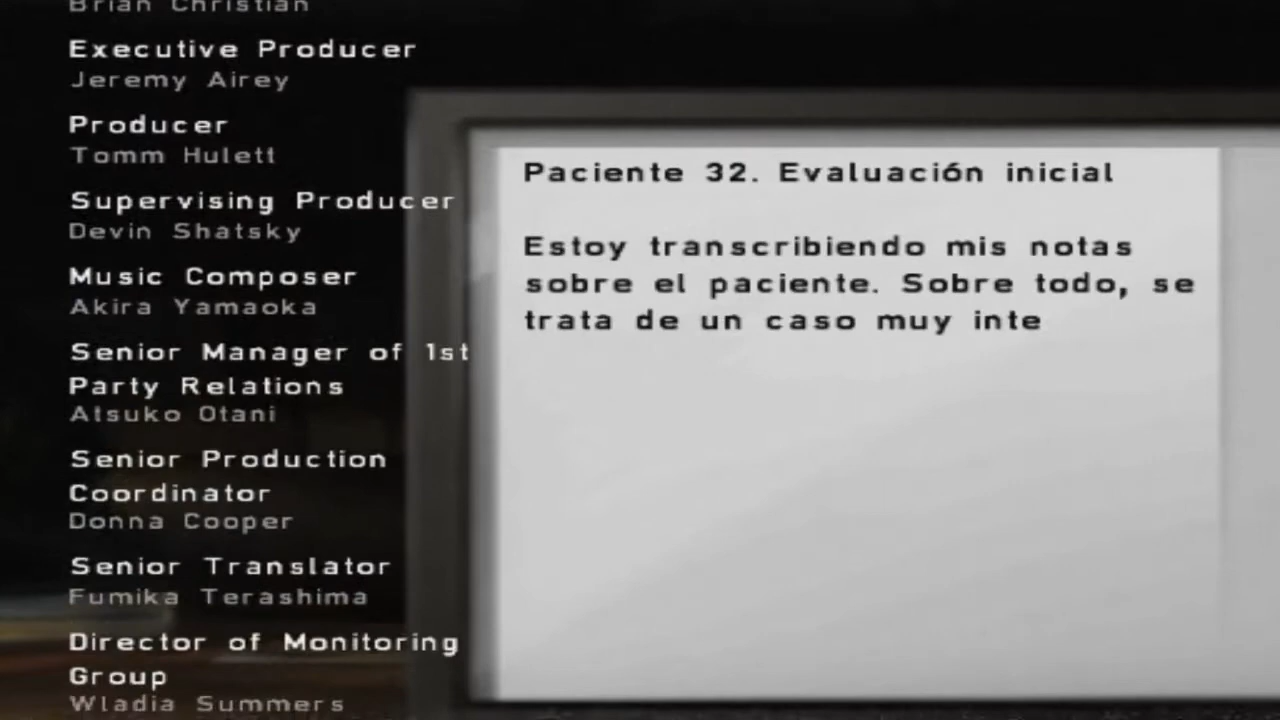 Brian Christian
Executive Producer
Jeremy Airey
Producer
Tomm Hulett
Supervising Producer
Devin Shatsky
Music Composer
Akira Yamaoka
Senior Manager of 1st
Party Relations
Atsuko Otani
Senior Production
Coordinator
Donna Cooper
Senior Translator
Fumika Terashima
Director of Monitoring
Group
Wladia Summers
Paciente 32. Evaluación inicial
Estoy transcribiendo mis notas
sobre el paciente. Sobre todo, se
trata de un caso muy inte